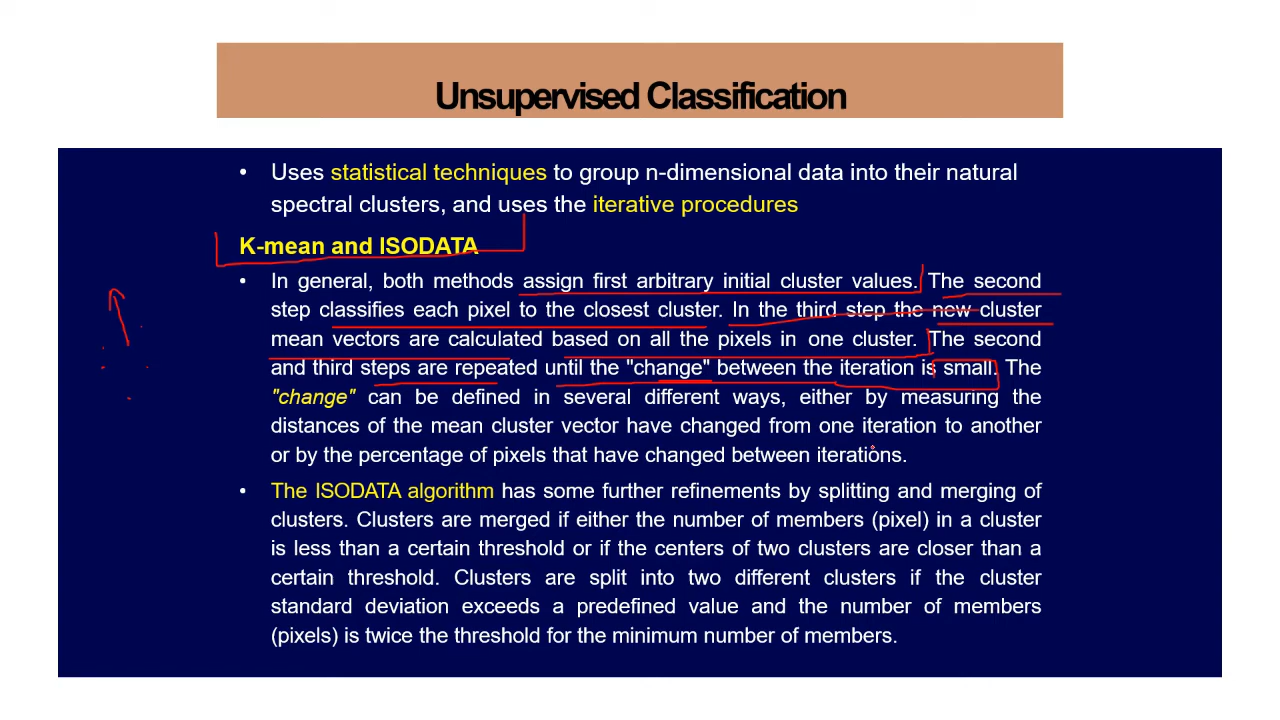 Unsupervised Classification
• Uses statistical techniques to group n-dimensional data into their natural
spectral clusters, and uses the iterative procedures
K-mean and ISODATA
• In general, both methods assign first arbitrary initial cluster values. The second
step classifies each pixel to the closest cluster. In the third step the new cluster
mean vectors are calculated based on all the pixels in one cluster. The second
and third steps are repeated until the "change" between the iteration is small. The
"change" can be defined in several different ways, either by measuring the
distances of the mean cluster vector have changed from one iteration to another
or by the percentage of pixels that have changed between iterations.
• The ISODATA algorithm has some further refinements by splitting and merging of
clusters. Clusters are merged if either the number of members (pixel) in a cluster
is less than a certain threshold or if the centers of two clusters are closer than a
certain threshold. Clusters are split into two different clusters if the cluster
standard deviation exceeds a predefined value and the number of members
(pixels) is twice the threshold for the minimum number of members.